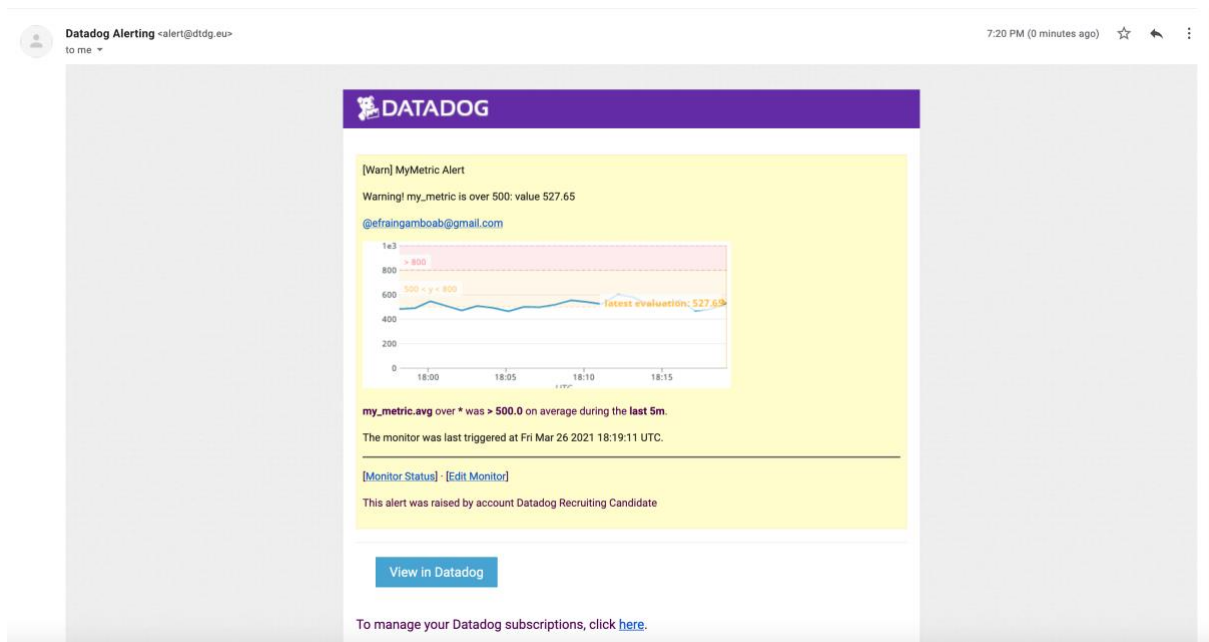 Datadog Alerting <alert@dtdg.eu>
7:20 PM (0 minutes ago)
to me
DATADOG
[Warn] MyMetric Alert
Warning! my_metric is over 500: value 527.65
@efraingamboab@gmail.com
1e3
> 800
800
500 < y < 800
600
latest evaluation: 527.65
400
200
0
18:00 18:05 18:10 18:15
UTC
my_metric.avg over * was > 500.0 on average during the last 5m.
The monitor was last triggered at Fri Mar 26 2021 18:19:11 UTC.
[Monitor Status] · [Edit Monitor]
This alert was raised by account Datadog Recruiting Candidate
View in Datadog
To manage your Datadog subscriptions, click here.